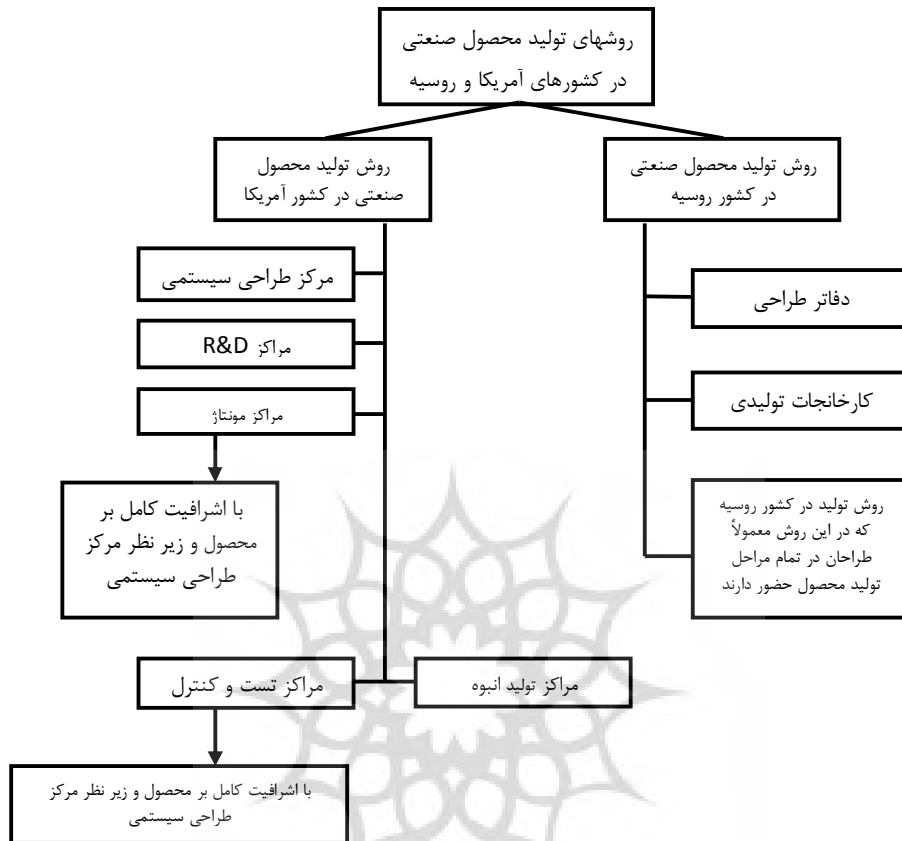 روشهای تولید محصول صنعتی
در کشورهای آمریکا و روسیه
روش تولید محصول صنعتی
در کشور روسیه
روش تولید محصول
صنعتی در کشور آمریکا
دفاتر طراحی
کارخانجات تولیدی
روش تولید در کشور روسیه
که در این روش معمولاً
طراحان در تمام مراحل
تولید محصول حضور دارند
مرکز طراحی سیستمی
مراکز R&D
مراکز مونتاژ
با اشرافیت کامل بر
محصول و زیر نظر مرکز
طراحی سیستمی
مراکز تولید انبوه
مراکز تست و کنترل
با اشرافیت کامل بر محصول و زیر نظر مرکز
طراحی سیستمی